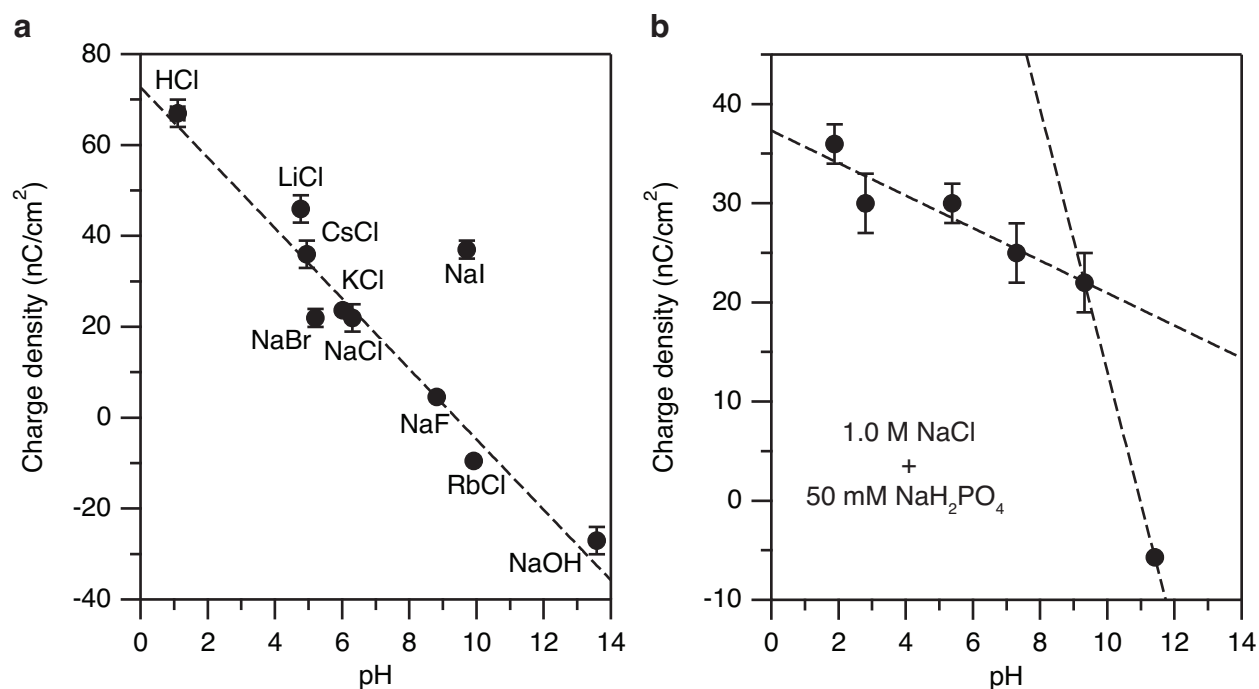 a
80
60
40
20
0
-20
-40
Charge density (nC/cm²)
HCl
LiCl
CsCl
KCl
NaI
NaBr
NaCl
NaF
RbCl
NaOH
0 2 4 6 8 10 12 14
pH
b
40
30
20
10
0
-10
Charge density (nC/cm²)
1.0 M NaCl
+
50 mM NaH₂PO₄
0 2 4 6 8 10 12 14
pH